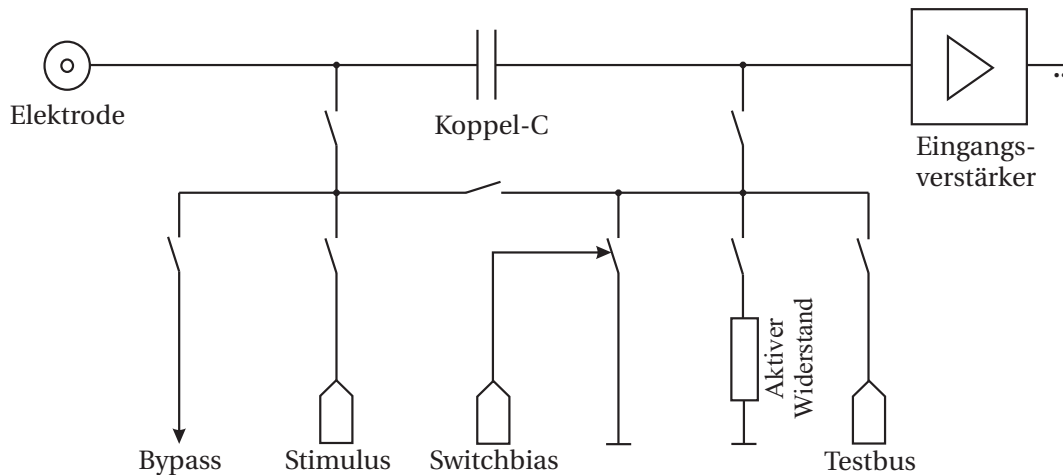 Elektrode
Koppel-C
Eingangs-
verstärker
Aktiver
Widerstand
Bypass
Stimulus
Switchbias
Testbus